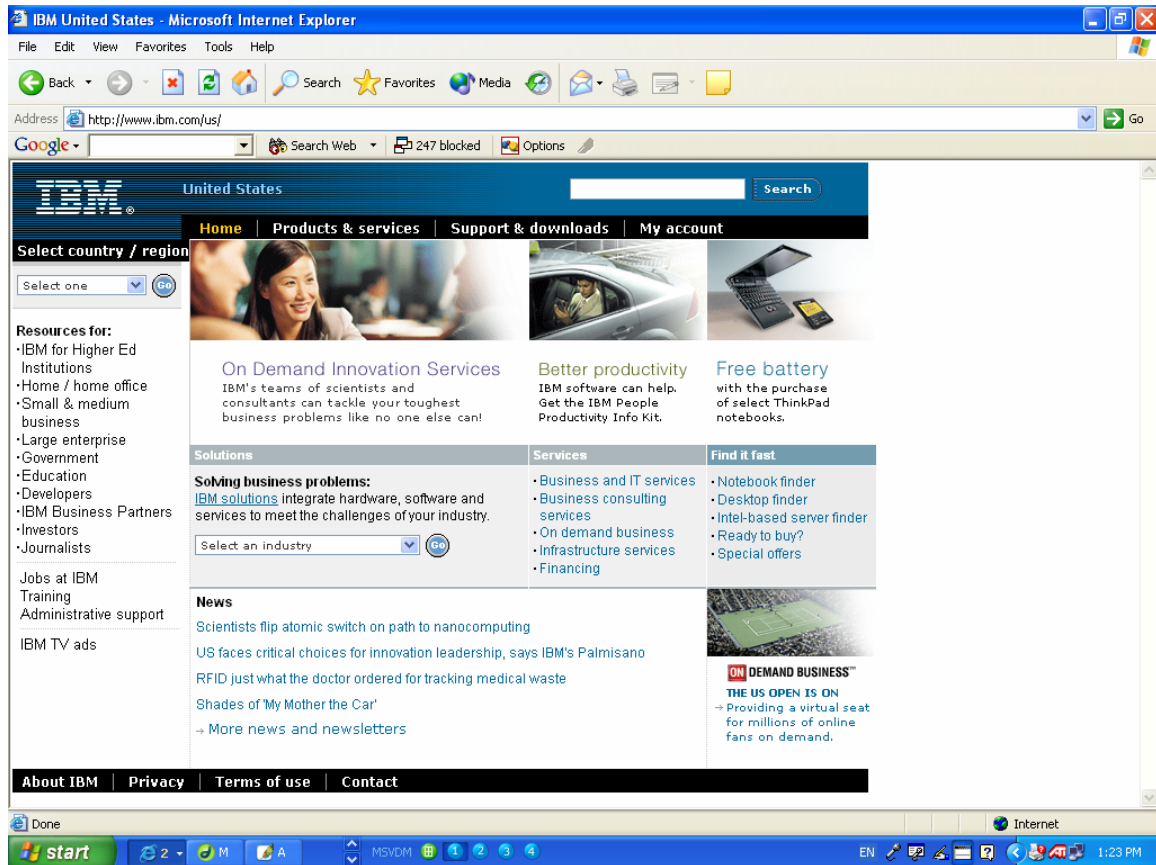 IBM United States - Microsoft Internet Explorer
File Edit View Favorites Tools Help
Back Search Favorites Media
Address http://www.ibm.com/us/ Go
Google Search Web 247 blocked Options
IBM ® United States Search
Home | Products & services | Support & downloads | My account
Select country / region
Select one Go
Resources for:
·IBM for Higher Ed
Institutions
·Home / home office
·Small & medium
business
·Large enterprise
·Government
·Education
·Developers
·IBM Business Partners
·Investors
·Journalists
Jobs at IBM
Training
Administrative support
IBM TV ads
On Demand Innovation Services
IBM's teams of scientists and
consultants can tackle your toughest
business problems like no one else can!
Better productivity
IBM software can help.
Get the IBM People
Productivity Info Kit.
Free battery
with the purchase
of select ThinkPad
notebooks.
Solutions
Solving business problems:
IBM solutions integrate hardware, software and
services to meet the challenges of your industry.
Select an industry Go
Services
· Business and IT services
· Business consulting
services
· On demand business
· Infrastructure services
· Financing
Find it fast
· Notebook finder
· Desktop finder
· Intel-based server finder
· Ready to buy?
· Special offers
News
Scientists flip atomic switch on path to nanocomputing
US faces critical choices for innovation leadership, says IBM's Palmisano
RFID just what the doctor ordered for tracking medical waste
Shades of 'My Mother the Car'
→ More news and newsletters
ON DEMAND BUSINESS™
THE US OPEN IS ON
→ Providing a virtual seat
for millions of online
fans on demand.
About IBM | Privacy | Terms of use | Contact
Done Internet
start 2 M A MSVDM 1 2 3 4 EN ATI 1:23 PM